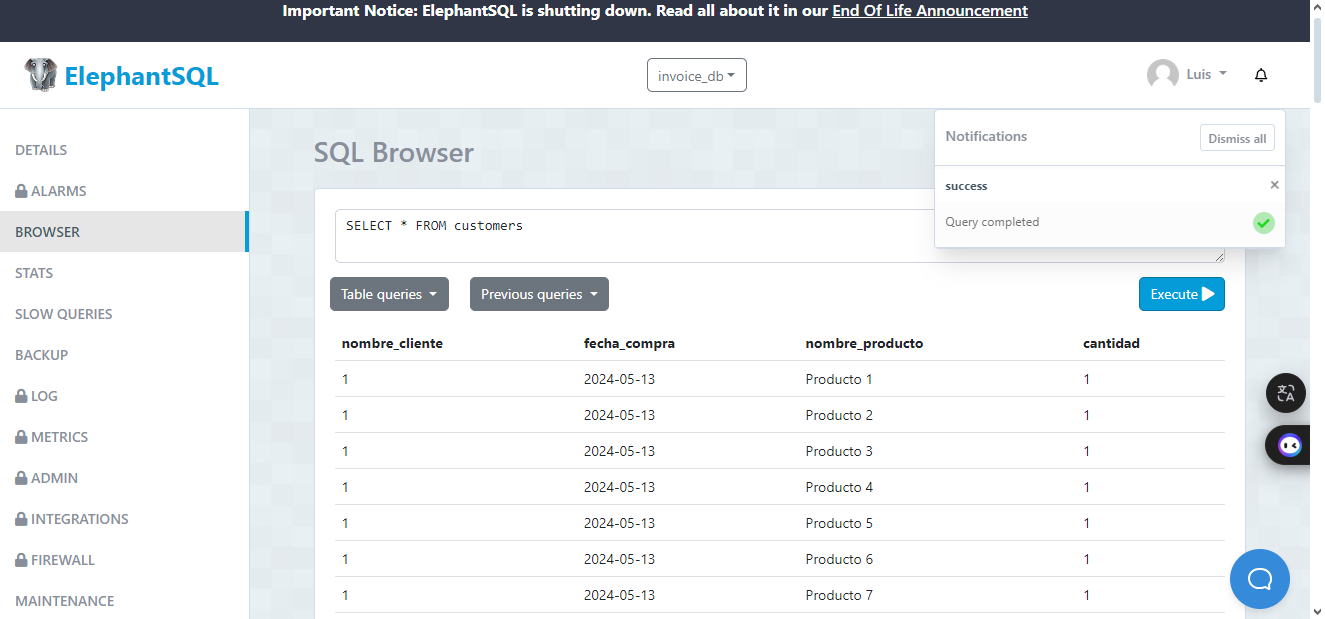 Important Notice: ElephantSQL is shutting down. Read all about it in our End Of Life Announcement
ElephantSQL
invoice_db
Luis
DETAILS
ALARMS
BROWSER
STATS
SLOW QUERIES
BACKUP
LOG
METRICS
ADMIN
INTEGRATIONS
FIREWALL
MAINTENANCE
SQL Browser
Notifications
Dismiss all
success
×
Query completed
SELECT * FROM customers
Table queries
Previous queries
Execute
nombre_cliente fecha_compra nombre_producto cantidad
1 2024-05-13 Producto 1 1
1 2024-05-13 Producto 2 1
1 2024-05-13 Producto 3 1
1 2024-05-13 Producto 4 1
1 2024-05-13 Producto 5 1
1 2024-05-13 Producto 6 1
1 2024-05-13 Producto 7 1